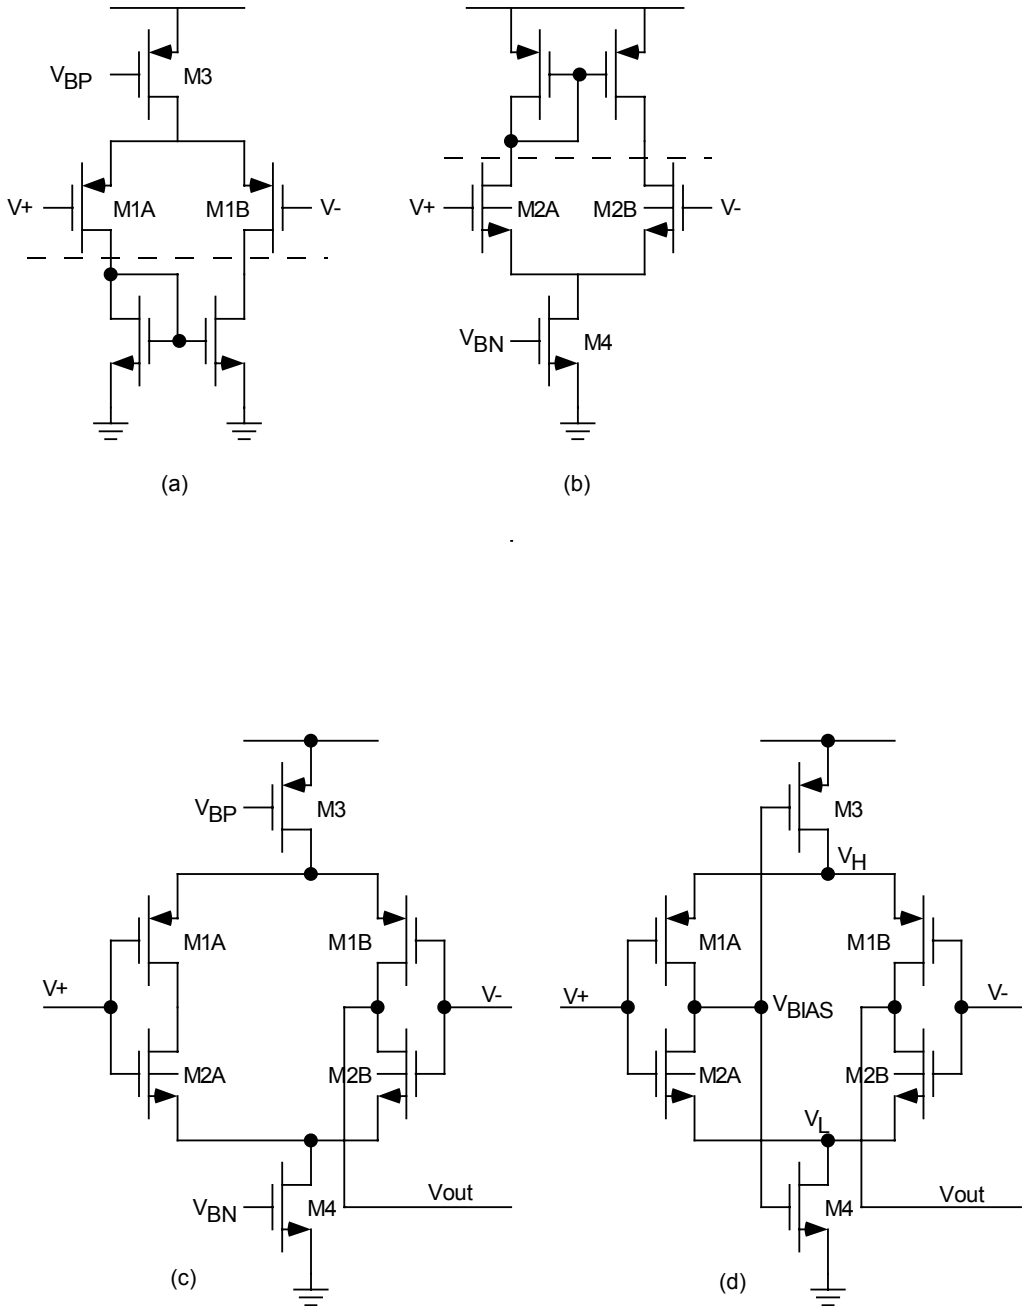 VBP M3
V+ M1A M1B V-
(a)
V+ M2A M2B V-
VBN M4
(b)
VBP M3
M1A M1B
V+ V-
M2A M2B
Vout
VBN M4
(c)
M3
VH
M1A M1B
V+ VBIAS V-
M2A M2B
VL
Vout
M4
(d)